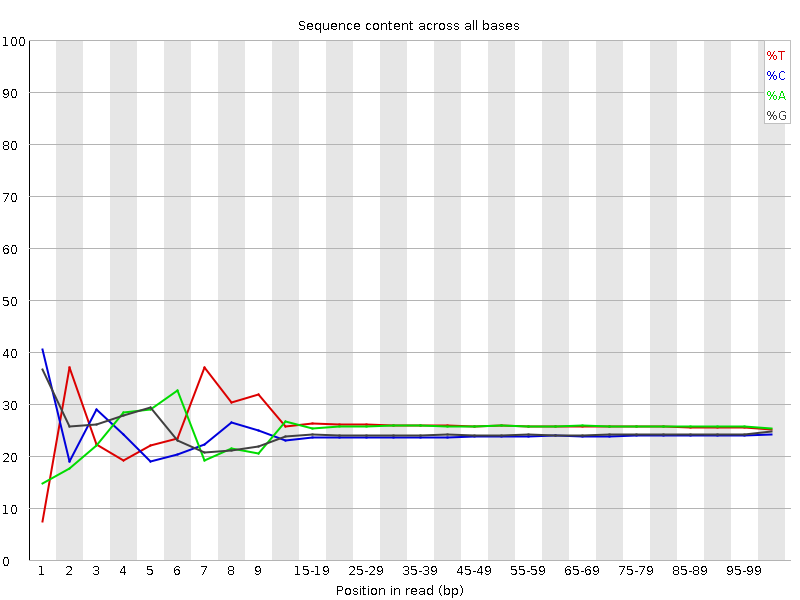 Sequence content across all bases
100
90
80
70
60
50
40
30
20
10
0
%T
%C
%A
%G
1 2 3 4 5 6 7 8 9 15-19 25-29 35-39 45-49 55-59 65-69 75-79 85-89 95-99
Position in read (bp)